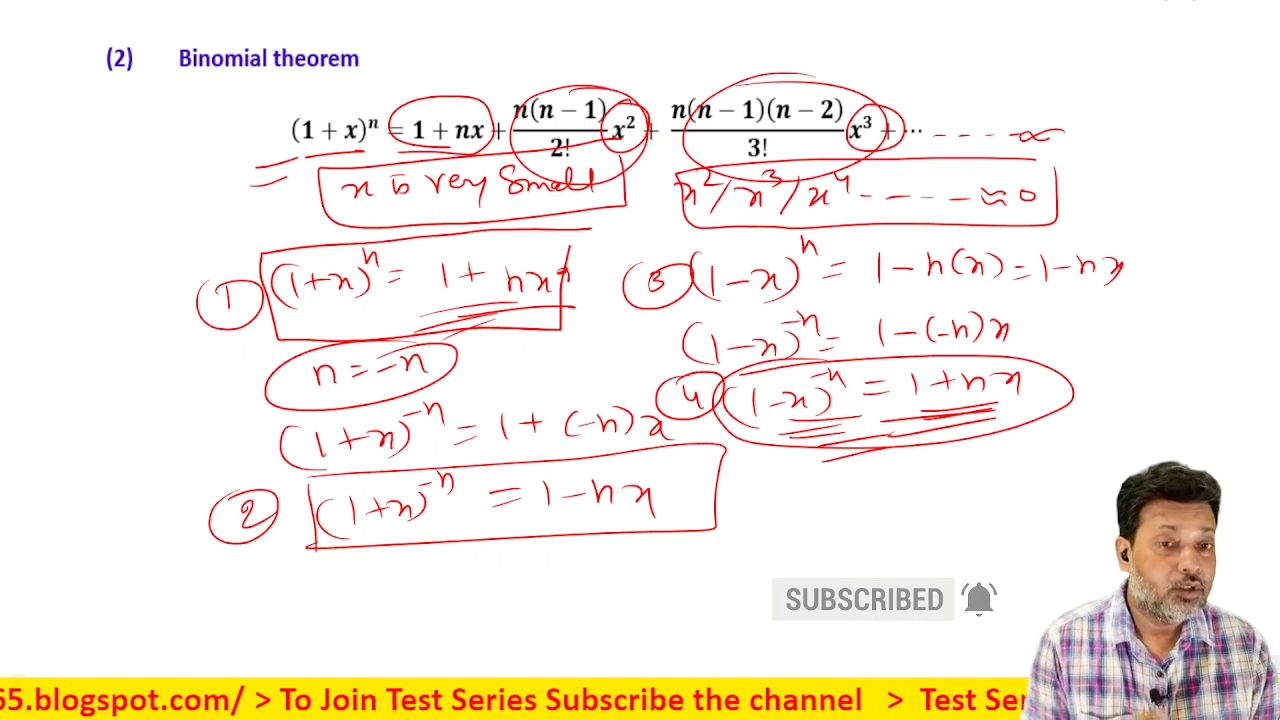 (2) Binomial theorem
(1 + x)ⁿ = 1 + nx + n(n − 1)/2! x² + n(n − 1)(n − 2)/3! x³ + ⋯ - - - - ∝
x is very small
x²/x³/x⁴ - - - - - ≈ 0
① (1+x)ⁿ = 1 + nx
n = -n
(1+x)⁻ⁿ = 1 + (-n)x
② (1+x)⁻ⁿ = 1 - nx
③ (1-x)ⁿ = 1 - n(x) = 1 - nx
(1-x)⁻ⁿ = 1 - (-n)x
④ (1-x)⁻ⁿ = 1 + nx
SUBSCRIBED
65.blogspot.com/ > To Join Test Series Subscribe the channel > Test Ser